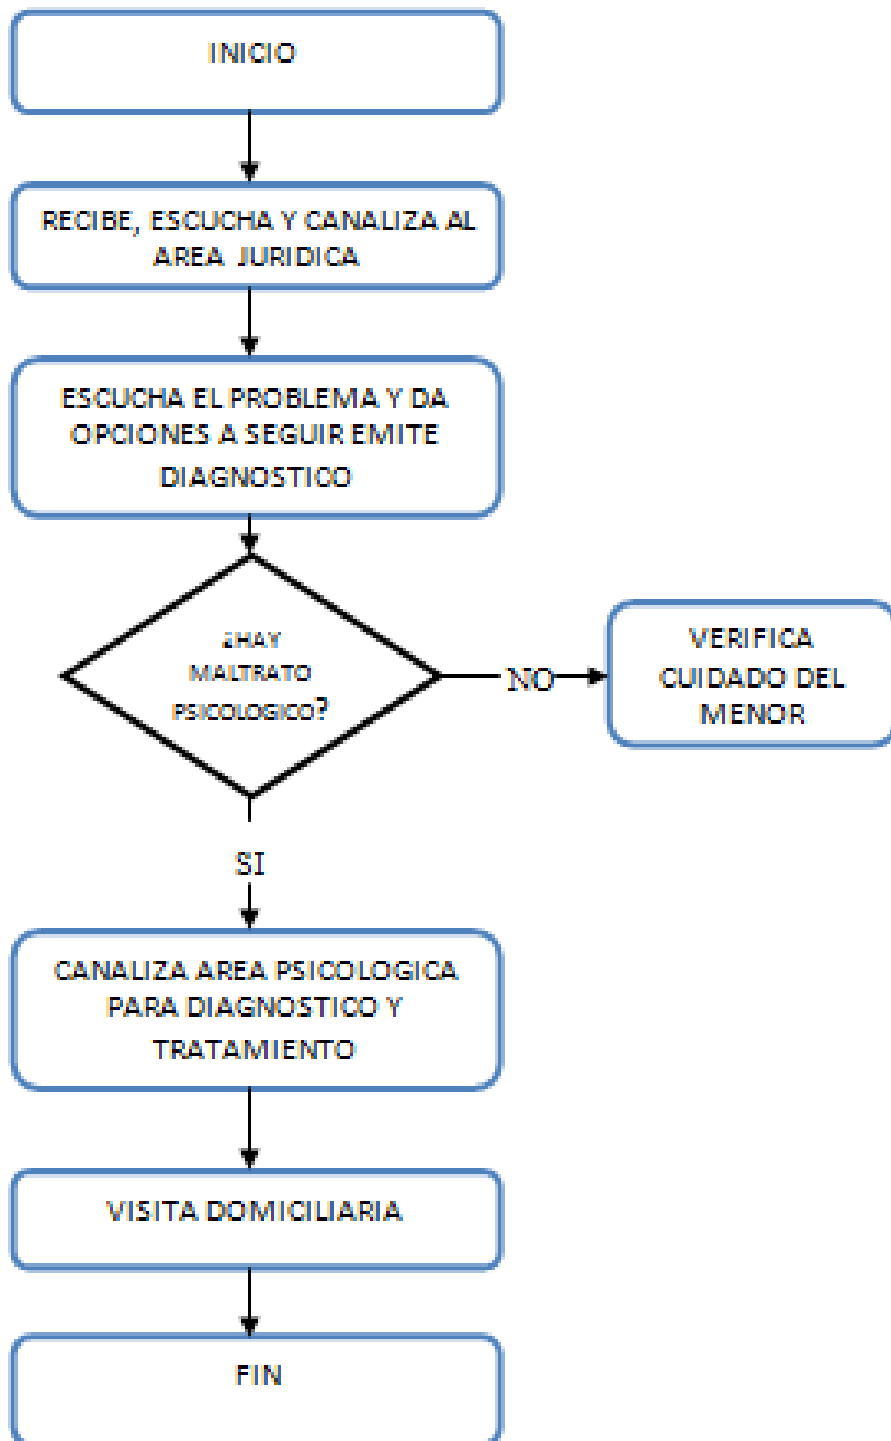 INICIO
RECIBE, ESCUCHA Y CANALIZA AL
AREA JURIDICA
ESCUCHA EL PROBLEMA Y DA
OPCIONES A SEGUIR EMITE
DIAGNOSTICO
¿HAY
MALTRATO
PSICOLOGICO?
NO
VERIFICA
CUIDADO DEL
MENOR
SI
CANALIZA AREA PSICOLOGICA
PARA DIAGNOSTICO Y
TRATAMIENTO
VISITA DOMICILIARIA
FIN